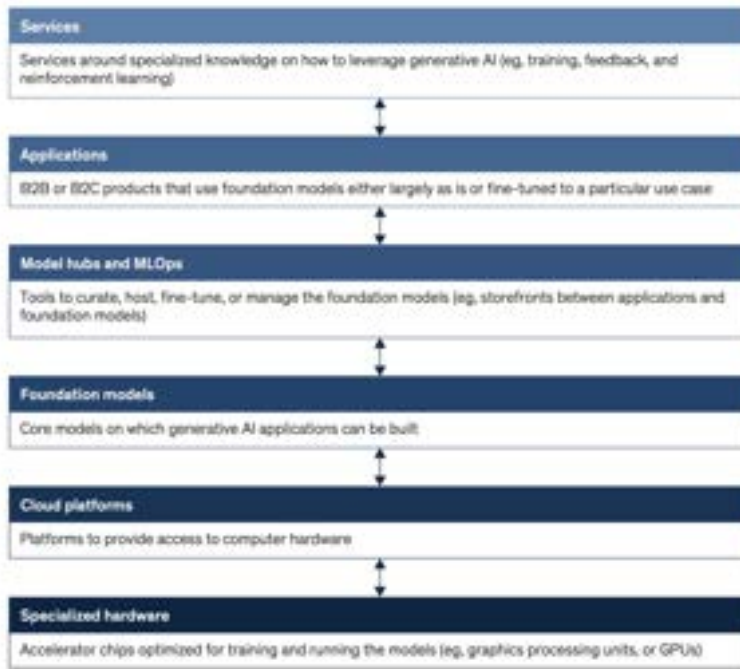 Services
Services around specialized knowledge on how to leverage generative AI (eg, training, feedback, and
reinforcement learning)
Applications
B2B or B2C products that use foundation models either largely as is or fine-tuned to a particular use case
Model hubs and MLOps
Tools to curate, host, fine-tune, or manage the foundation models (eg, storefronts between applications and
foundation models)
Foundation models
Core models on which generative AI applications can be built
Cloud platforms
Platforms to provide access to computer hardware
Specialized hardware
Accelerator chips optimized for training and running the models (eg, graphics processing units, or GPUs)